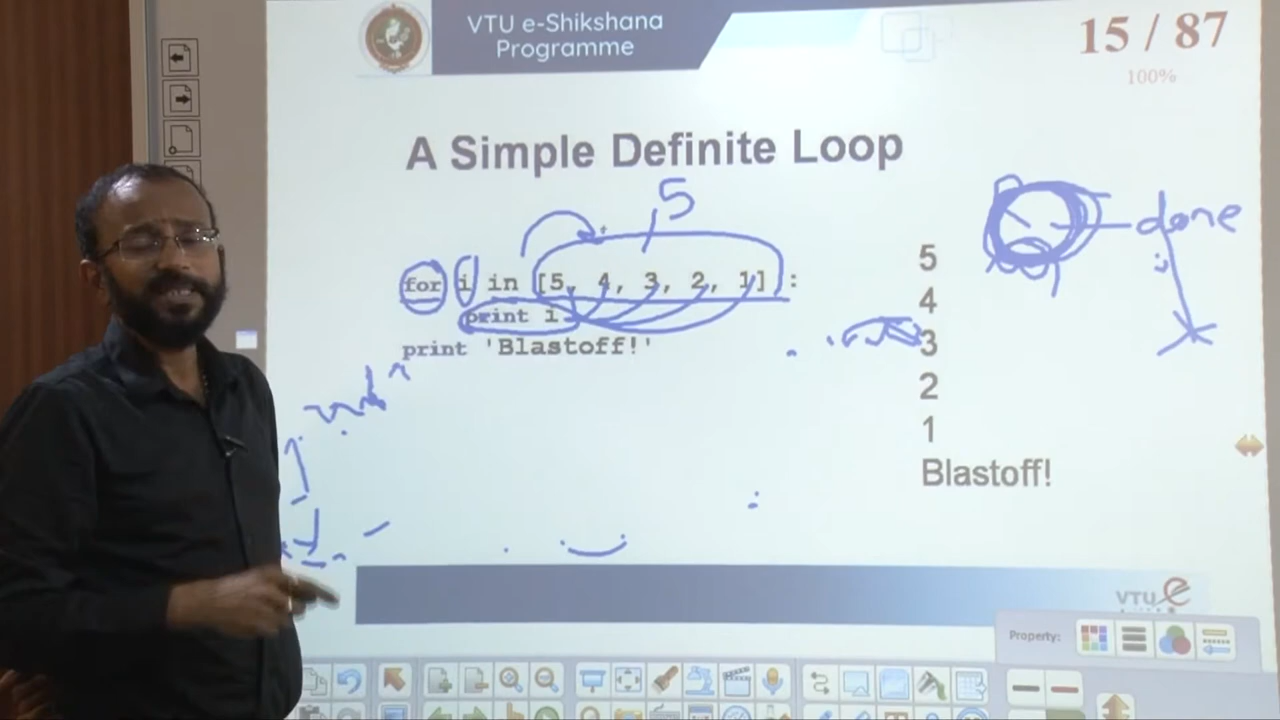 VTU e-Shikshana
Programme
15 / 87
100%
A Simple Definite Loop
5
done
for i in [5, 4, 3, 2, 1] :
print i
print 'Blastoff!'
5
4
3
2
1
Blastoff!
VTU e
Property: